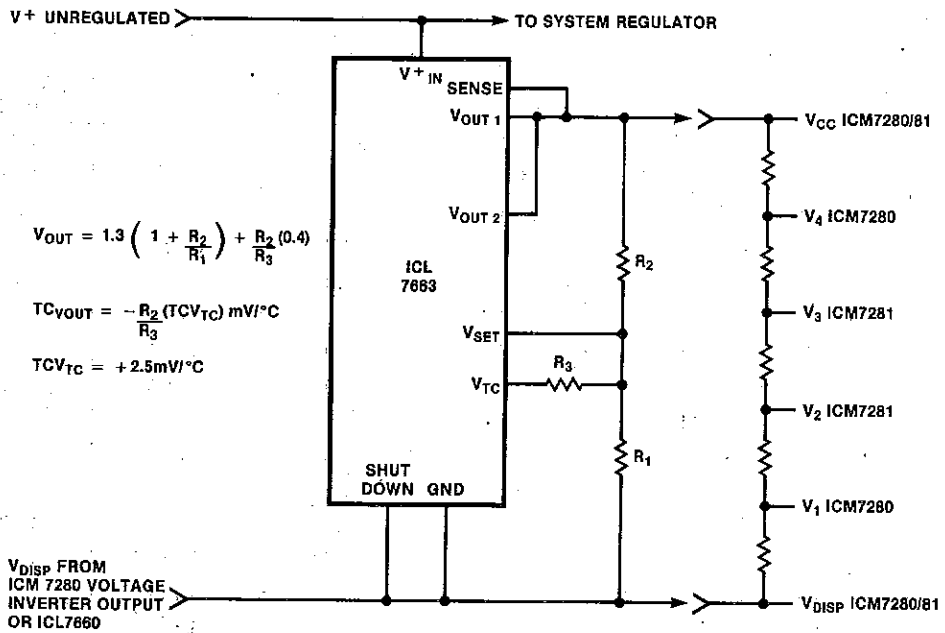 V+ UNREGULATED
TO SYSTEM REGULATOR
V+ IN
SENSE
VOUT 1
VCC ICM7280/81
V4 ICM7280
VOUT 2
VOUT = 1.3 ( 1 + R2/R1 ) + R2/R3 (0.4)
ICL
7663
R2
TCVOUT = -R2/R3 (TCVTC) mV/°C
V3 ICM7281
VSET
TCVTC = +2.5mV/°C
R3
VTC
V2 ICM7281
R1
SHUT
DOWN GND
V1 ICM7280
VDISP FROM
ICM 7280 VOLTAGE
INVERTER OUTPUT
OR ICL7660
VDISP ICM7280/81